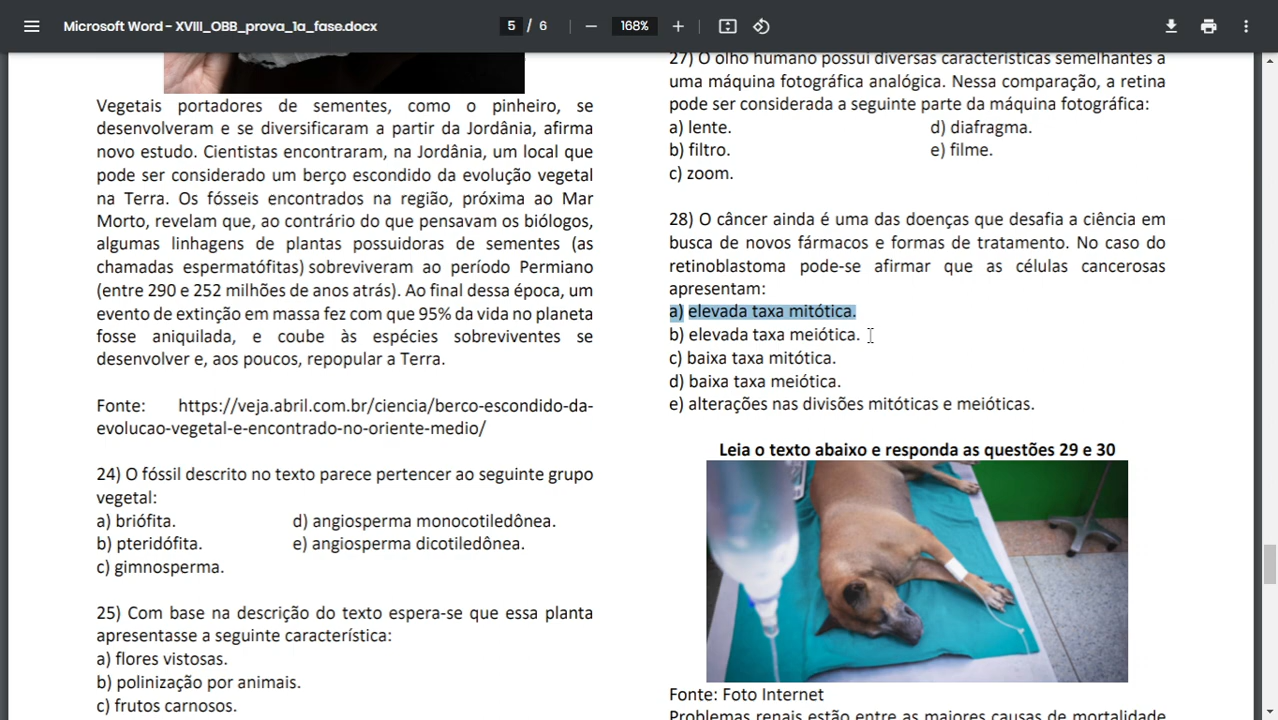 Microsoft Word - XVIII_OBB_prova_1a_fase.docx
5 / 6
168%
Vegetais portadores de sementes, como o pinheiro, se
desenvolveram e se diversificaram a partir da Jordânia, afirma
novo estudo. Cientistas encontraram, na Jordânia, um local que
pode ser considerado um berço escondido da evolução vegetal
na Terra. Os fósseis encontrados na região, próxima ao Mar
Morto, revelam que, ao contrário do que pensavam os biólogos,
algumas linhagens de plantas possuidoras de sementes (as
chamadas espermatófitas) sobreviveram ao período Permiano
(entre 290 e 252 milhões de anos atrás). Ao final dessa época, um
evento de extinção em massa fez com que 95% da vida no planeta
fosse aniquilada, e coube às espécies sobreviventes se
desenvolver e, aos poucos, repopular a Terra.
Fonte: https://veja.abril.com.br/ciencia/berco-escondido-da-
evolucao-vegetal-e-encontrado-no-oriente-medio/
24) O fóssil descrito no texto parece pertencer ao seguinte grupo
vegetal:
a) briófita. d) angiosperma monocotiledônea.
b) pteridófita. e) angiosperma dicotiledônea.
c) gimnosperma.
25) Com base na descrição do texto espera-se que essa planta
apresentasse a seguinte característica:
a) flores vistosas.
b) polinização por animais.
c) frutos carnosos.
27) O olho humano possui diversas características semelhantes a
uma máquina fotográfica analógica. Nessa comparação, a retina
pode ser considerada a seguinte parte da máquina fotográfica:
a) lente. d) diafragma.
b) filtro. e) filme.
c) zoom.
28) O câncer ainda é uma das doenças que desafia a ciência em
busca de novos fármacos e formas de tratamento. No caso do
retinoblastoma pode-se afirmar que as células cancerosas
apresentam:
a) elevada taxa mitótica.
b) elevada taxa meiótica.
c) baixa taxa mitótica.
d) baixa taxa meiótica.
e) alterações nas divisões mitóticas e meióticas.
Leia o texto abaixo e responda as questões 29 e 30
Fonte: Foto Internet
Problemas renais estão entre as maiores causas de mortalidade